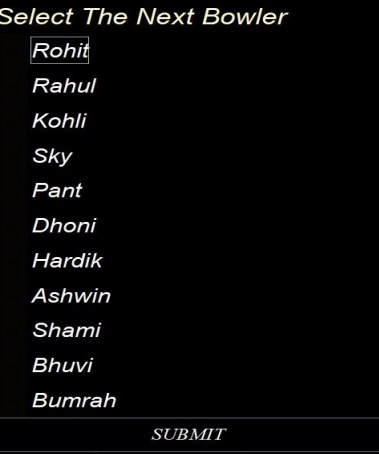 Select The Next Bowler
Rohit
Rahul
Kohli
Sky
Pant
Dhoni
Hardik
Ashwin
Shami
Bhuvi
Bumrah
SUBMIT